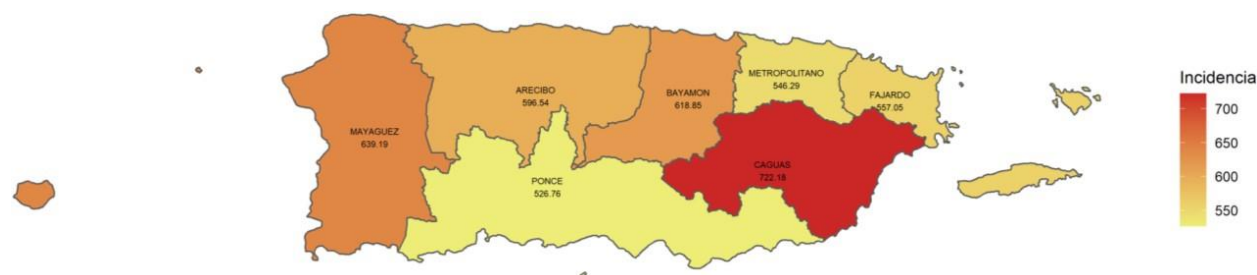 METROPOLITANO
546.29
ARECIBO
596.54
BAYAMON
618.85
FAJARDO
557.05
MAYAGUEZ
639.19
CAGUAS
722.18
PONCE
526.76
Incidencia
700
650
600
550